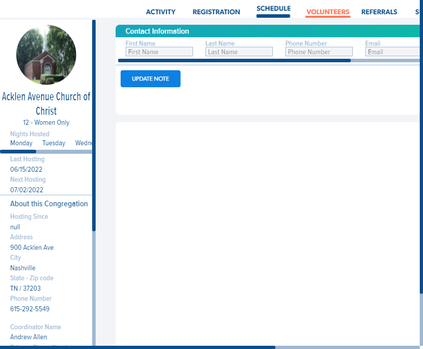 ACTIVITY REGISTRATION SCHEDULE VOLUNTEERS REFERRALS S
Acklen Avenue Church of
Christ
12 - Women Only
Nights Hosted
Monday Tuesday Wedn
Last Hosting
06/15/2022
Next Hosting
07/02/2022
About this Congregation
Hosting Since
null
Address
900 Acklen Ave
City
Nashville
State - Zip code
TN / 37203
Phone Number
615-292-5549
Coordinator Name
Andrew Allen
Contact Information
First Name Last Name Phone Number Email
First Name Last Name Phone Number Email
UPDATE NOTE